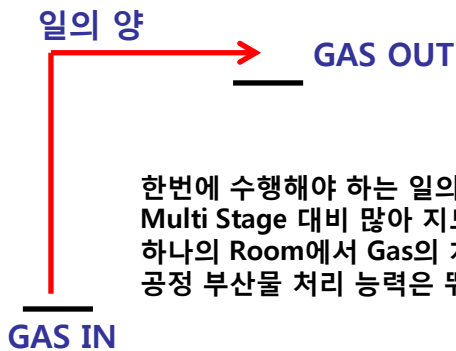 일의 양
GAS OUT
한번에 수행해야 하는 일의
Multi Stage 대비 많아
하나의 Room에서 Gas의
공정 부산물 처리 능력은
GAS IN